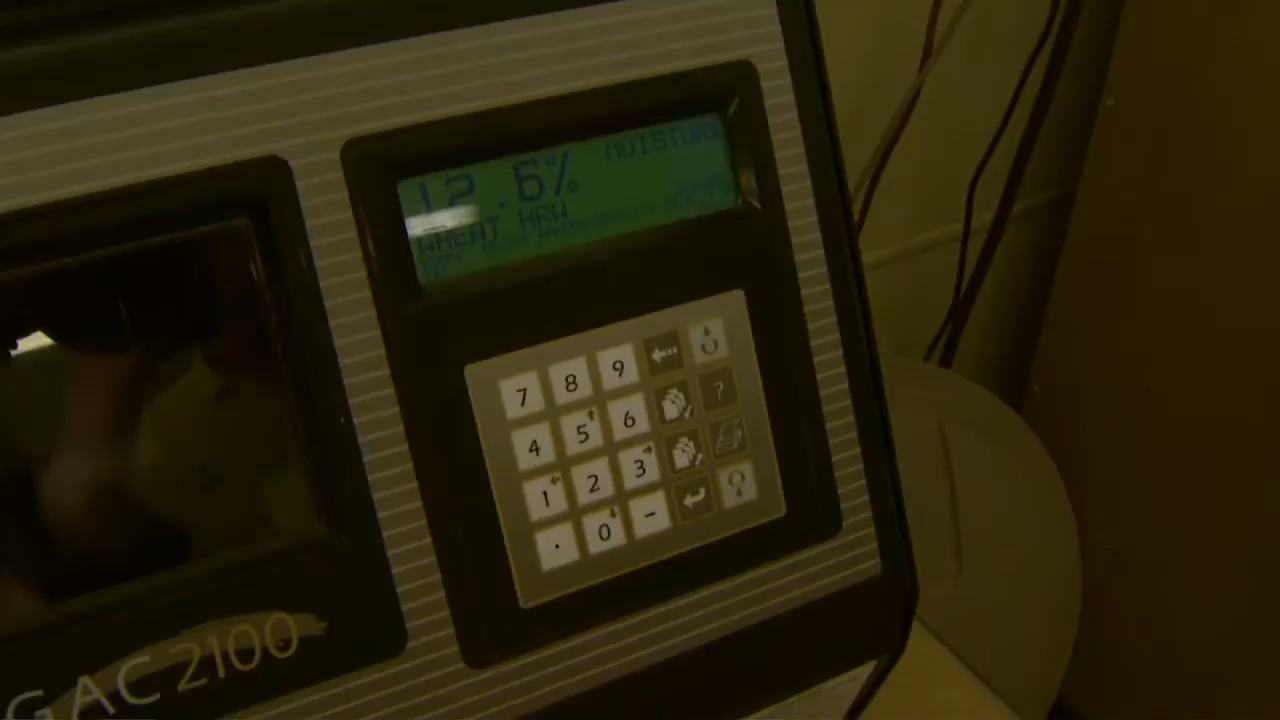 12.6% MOISTURE
WHEAT HRW
7 8 9
4 5 6 ?
1 2 3
. 0 -
GAC 2100